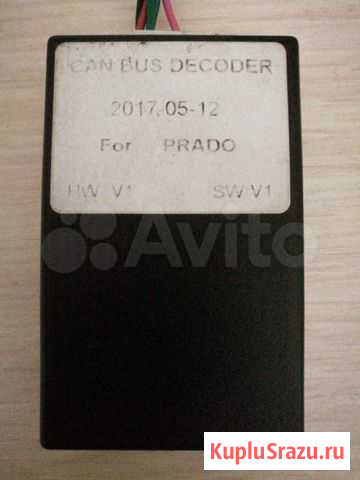 CAN BUS DECODER
2017.05-12
For PRADO
HW V1 SW V1
Avito
KupluSrazu.ru